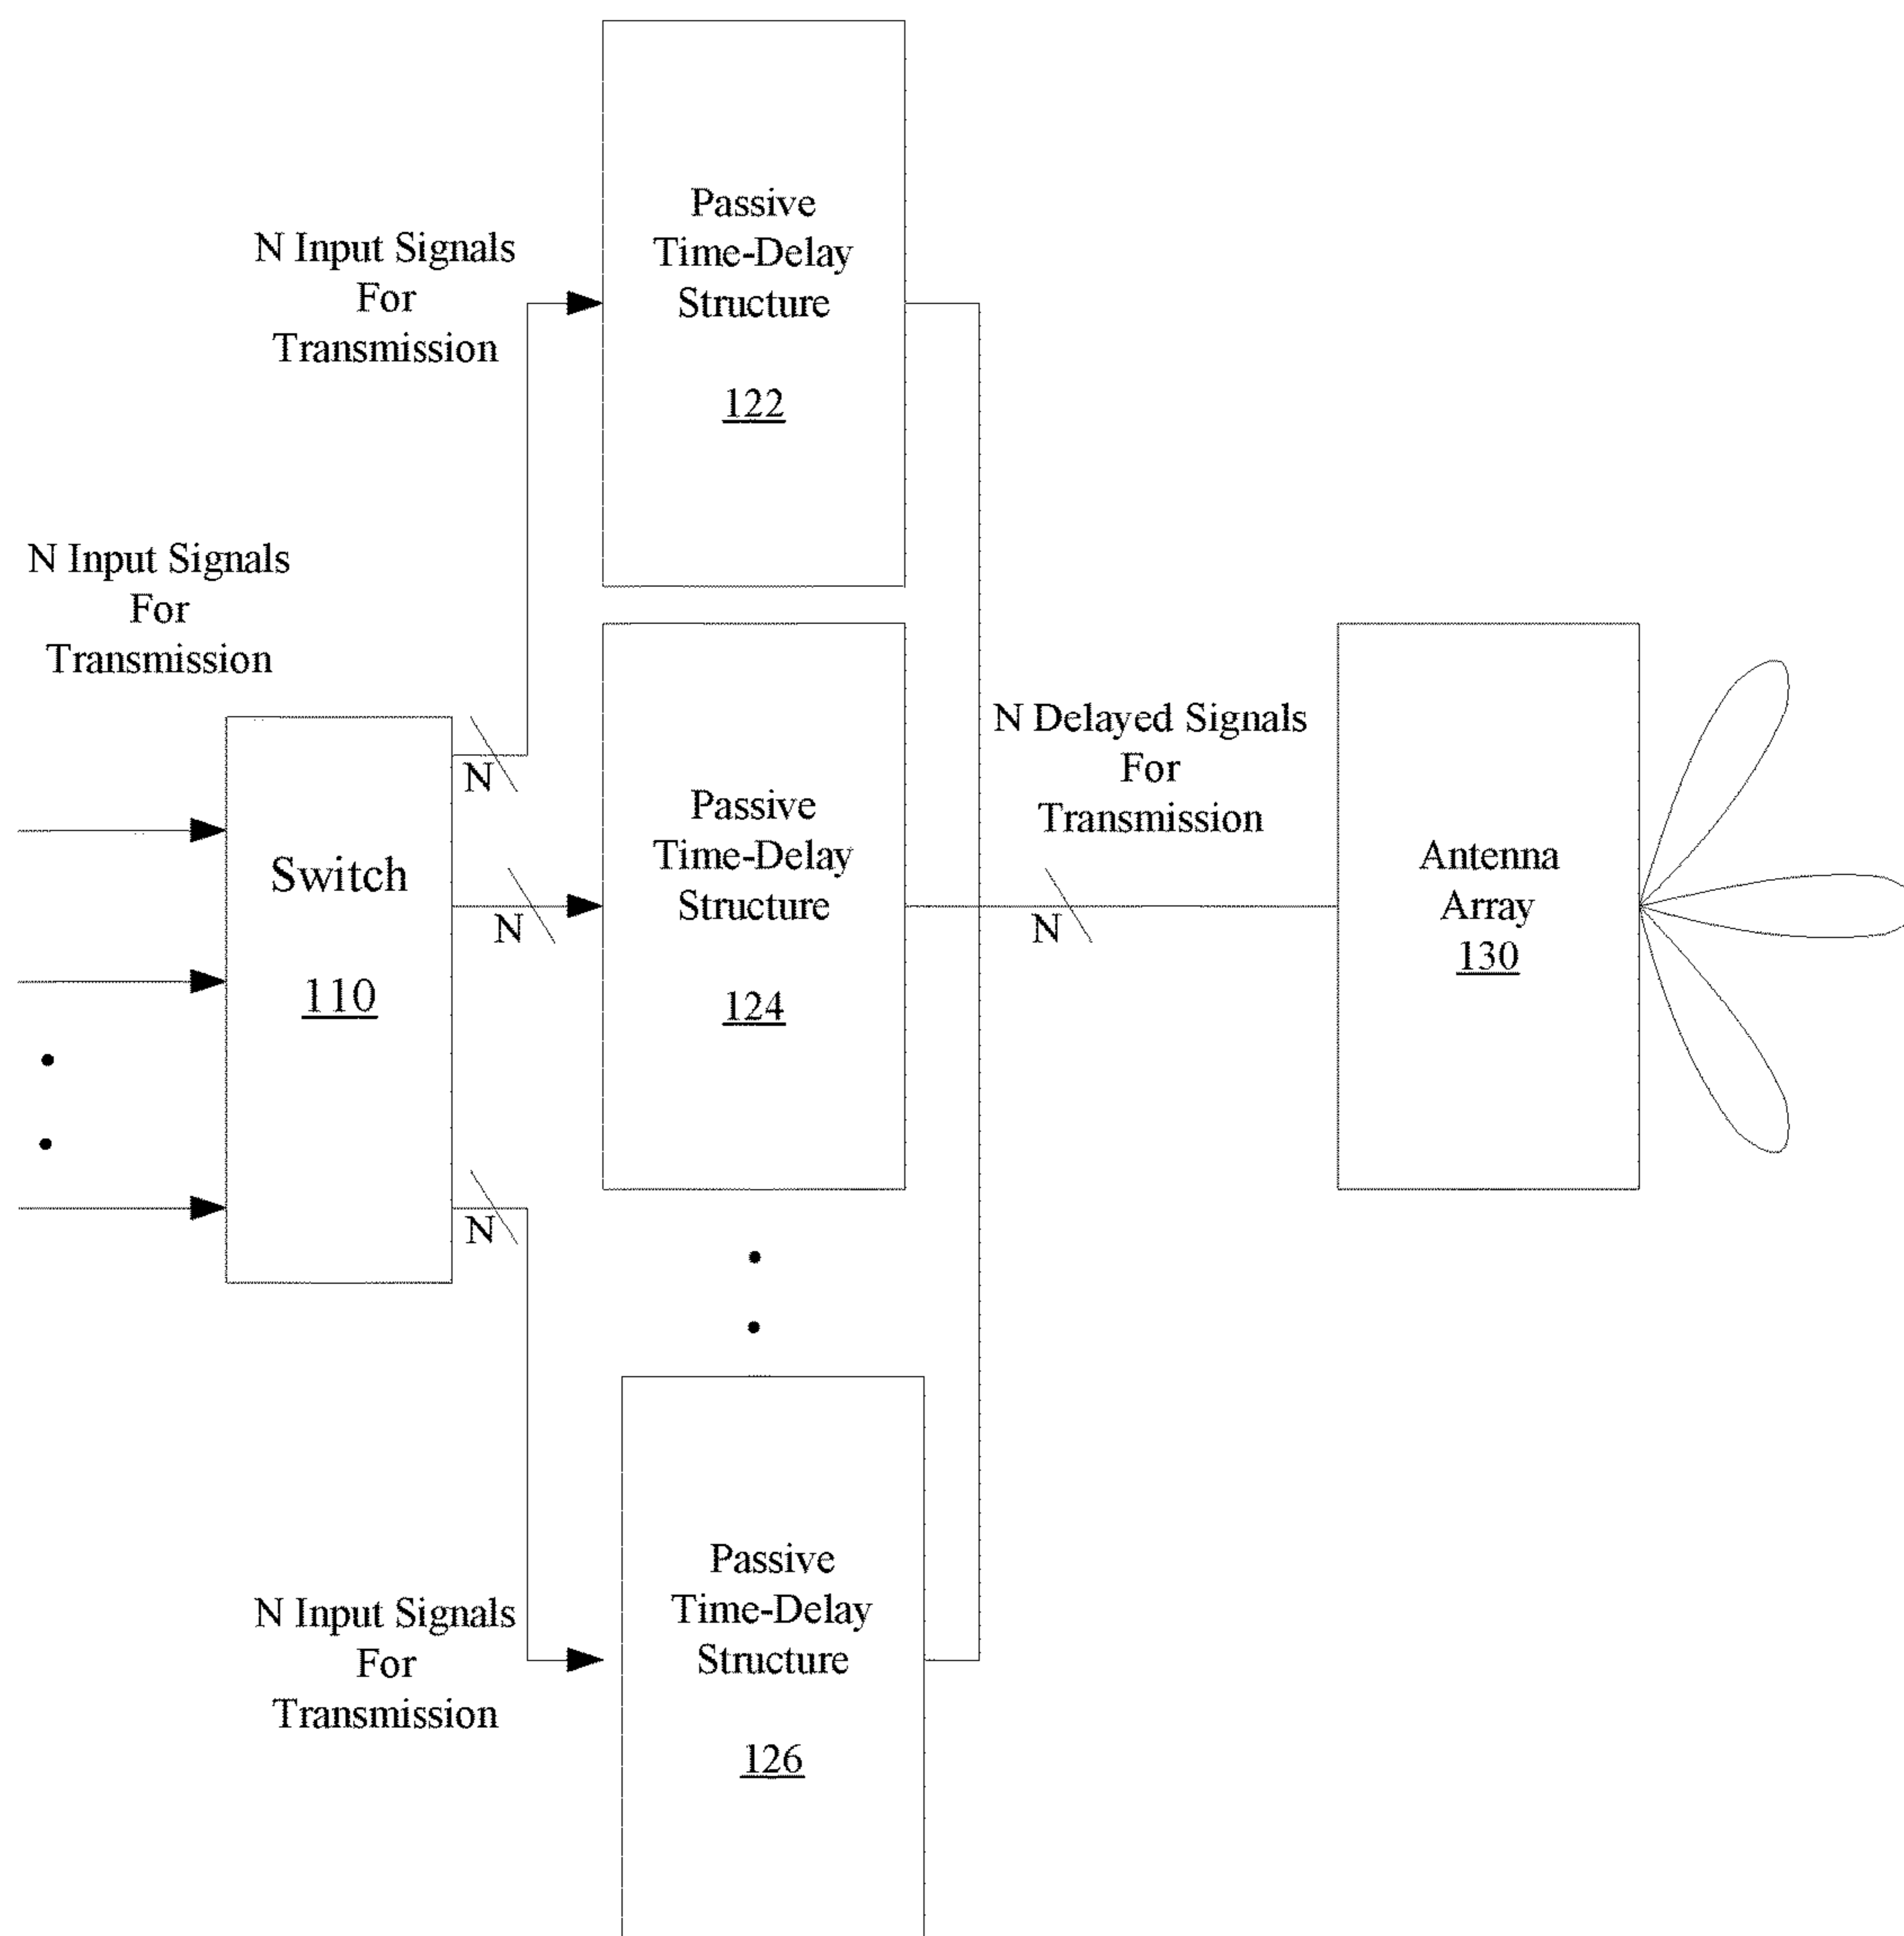 Passive
Time-Delay
Structure
122
N Input Signals
For
Transmission
N Input Signals
For
Transmission
N
Switch
110
N
N
Passive
Time-Delay
Structure
124
N Delayed Signals
For
Transmission
N
Antenna
Array
130
N Input Signals
For
Transmission
Passive
Time-Delay
Structure
126